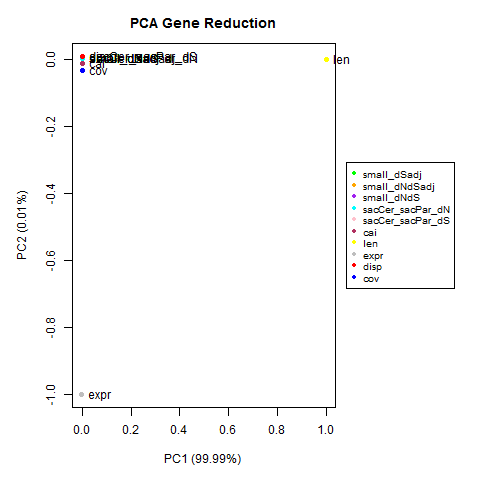 PCA Gene Reduction
len
cai
cov
expr
0.0
-0.2
-0.4
-0.6
-0.8
-1.0
PC2 (0.01%)
0.0
0.2
0.4
0.6
0.8
1.0
PC1 (99.99%)
small_dSadj
small_dNdSadj
small_dNdS
sacCer_sacPar_dN
sacCer_sacPar_dS
cai
len
expr
disp
cov